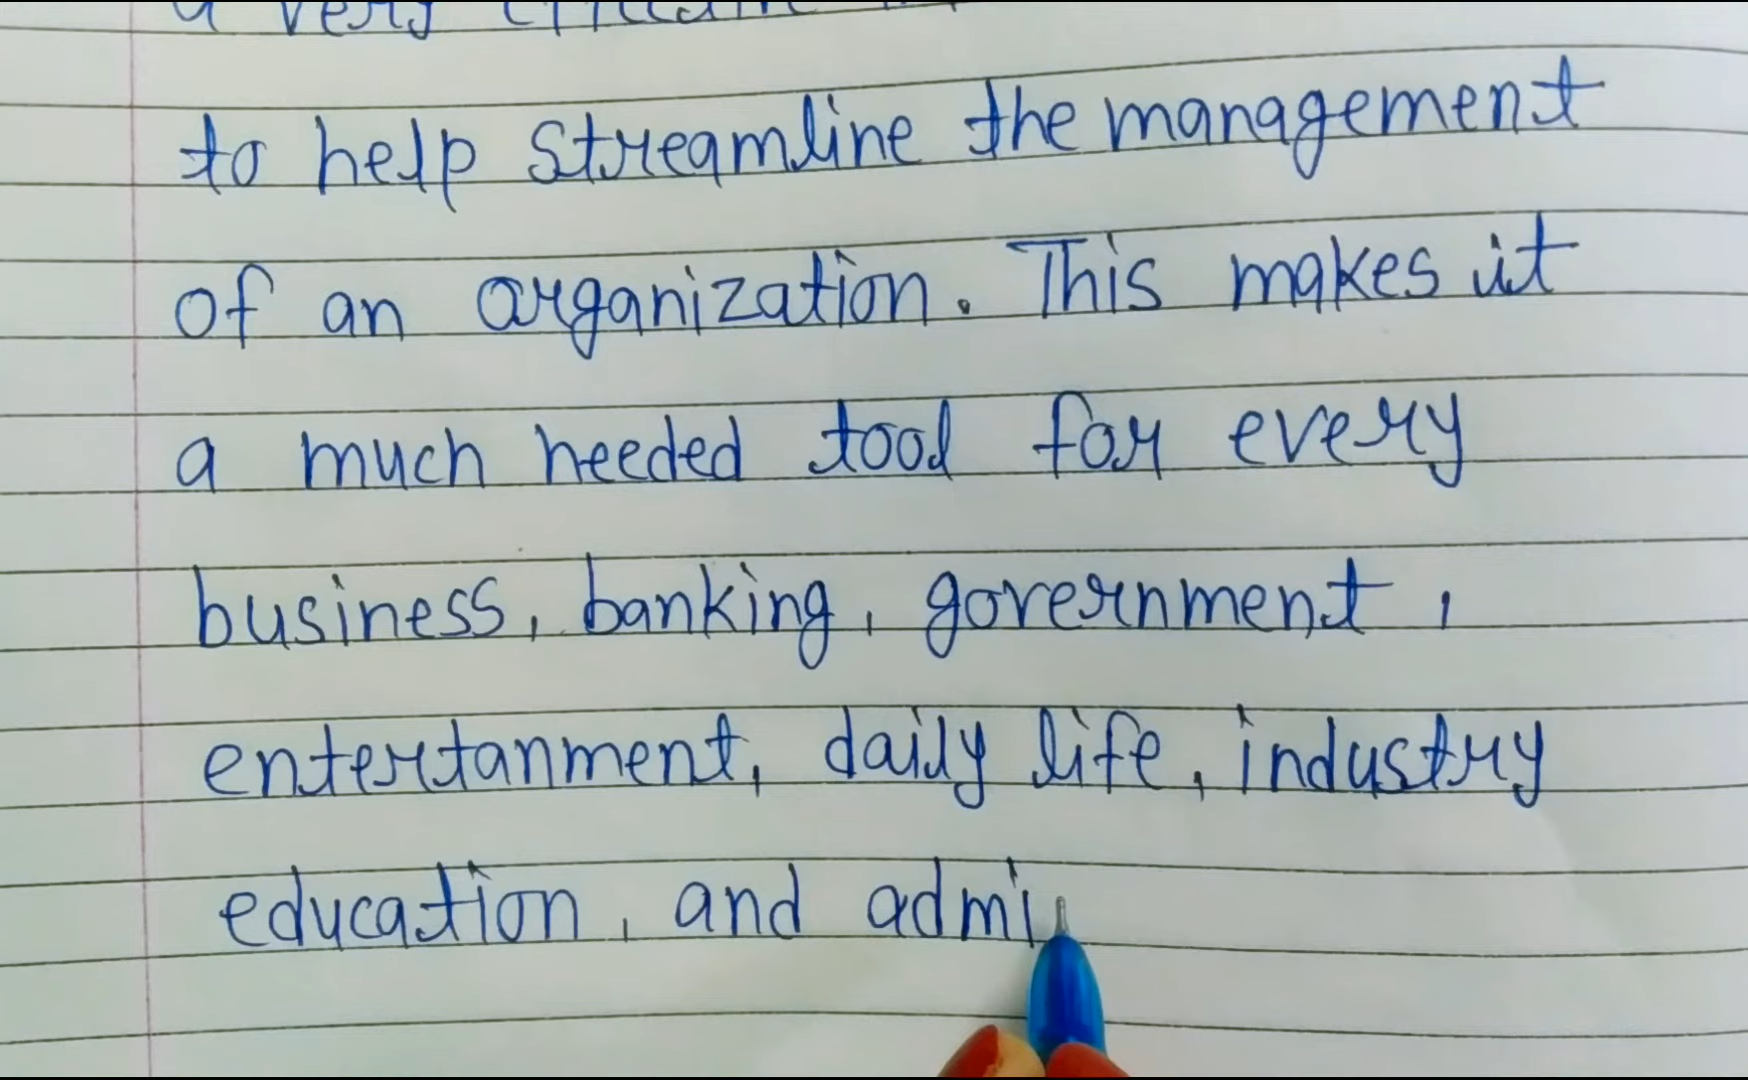 a very
to help streamline the management
of an organization. This makes it
a much needed tool for every
business, banking, government,
entertanment, daily life, industry
education, and admi